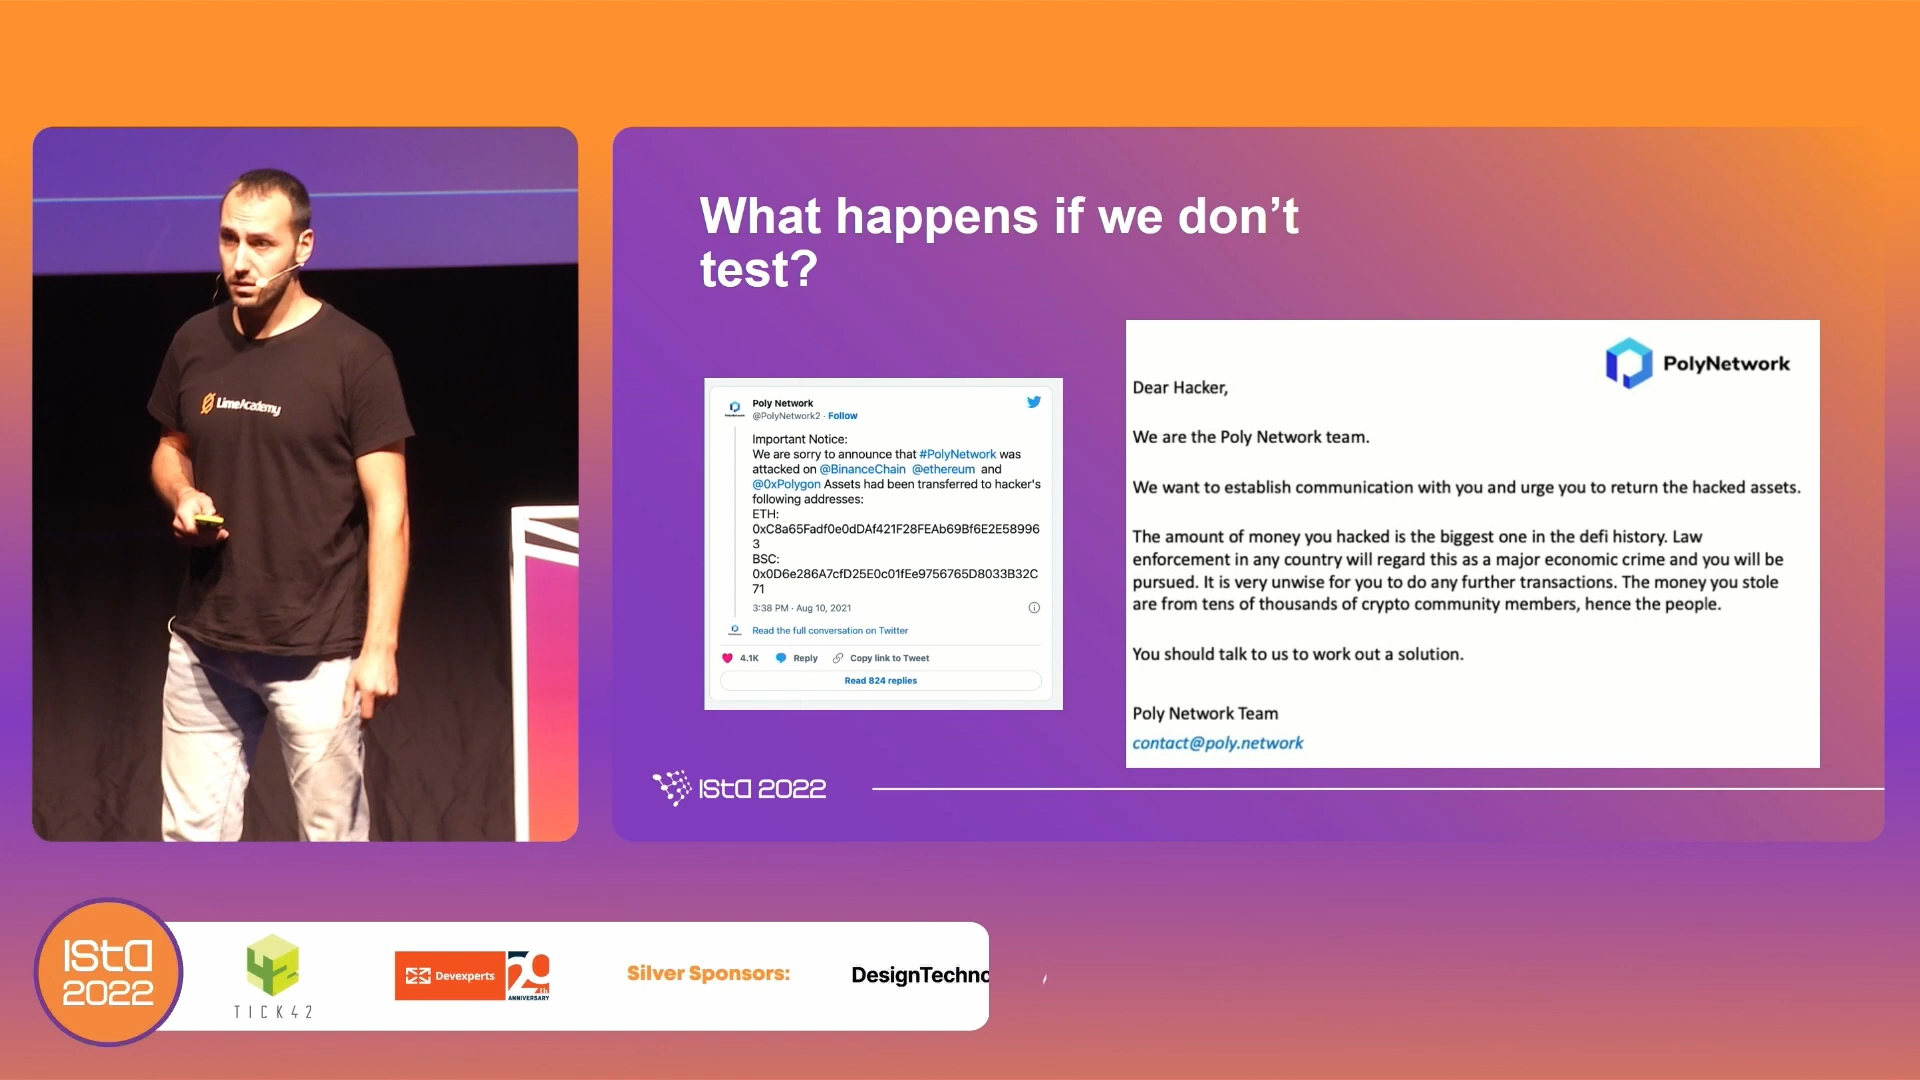 LimeAcademy
What happens if we don’t
test?
Poly Network
@PolyNetwork2 · Follow
Important Notice:
We are sorry to announce that #PolyNetwork was
attacked on @BinanceChain @ethereum and
@0xPolygon Assets had been transferred to hacker's
following addresses:
ETH:
0xC8a65Fadf0e0dDAf421F28FEAb69Bf6E2E58996
3
BSC:
0x0D6e286A7cfD25E0c01fEe9756765D8033B32C
71
3:38 PM · Aug 10, 2021
Read the full conversation on Twitter
4.1K Reply Copy link to Tweet
Read 824 replies
PolyNetwork
Dear Hacker,
We are the Poly Network team.
We want to establish communication with you and urge you to return the hacked assets.
The amount of money you hacked is the biggest one in the defi history. Law
enforcement in any country will regard this as a major economic crime and you will be
pursued. It is very unwise for you to do any further transactions. The money you stole
are from tens of thousands of crypto community members, hence the people.
You should talk to us to work out a solution.
Poly Network Team
contact@poly.network
ISTA 2022
ISTA
2022
TICK42
Devexperts
20th
ANNIVERSARY
Silver Sponsors:
DesignTechno